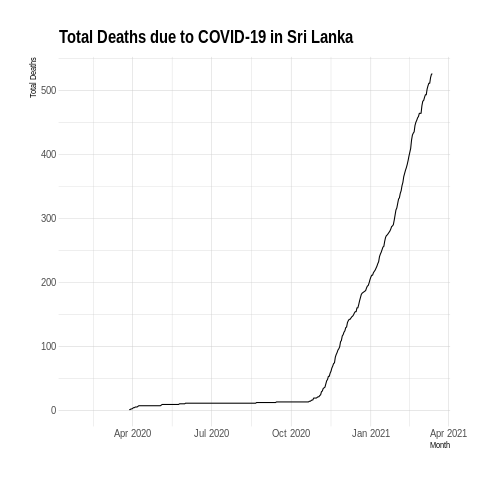 Total Deaths due to COVID-19 in Sri Lanka
Total Deaths
500
400
300
200
100
0
Apr 2020 Jul 2020 Oct 2020 Jan 2021 Apr 2021
Month